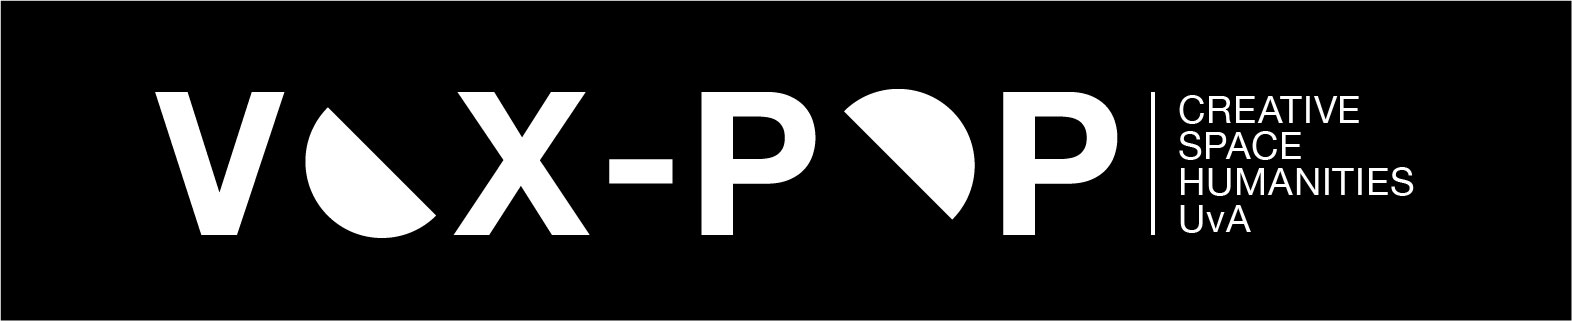 VOX-POP
CREATIVE
SPACE
HUMANITIES
UvA